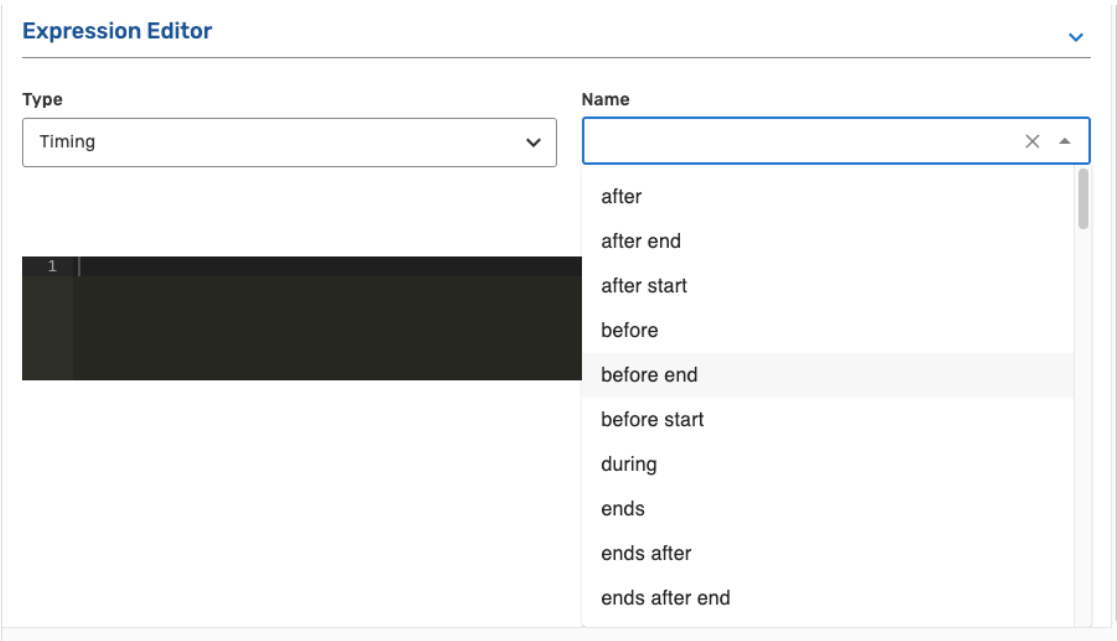 Expression Editor
Type
Name
Timing
after
after end
after start
1
before
before end
before start
during
ends
ends after
ends after end